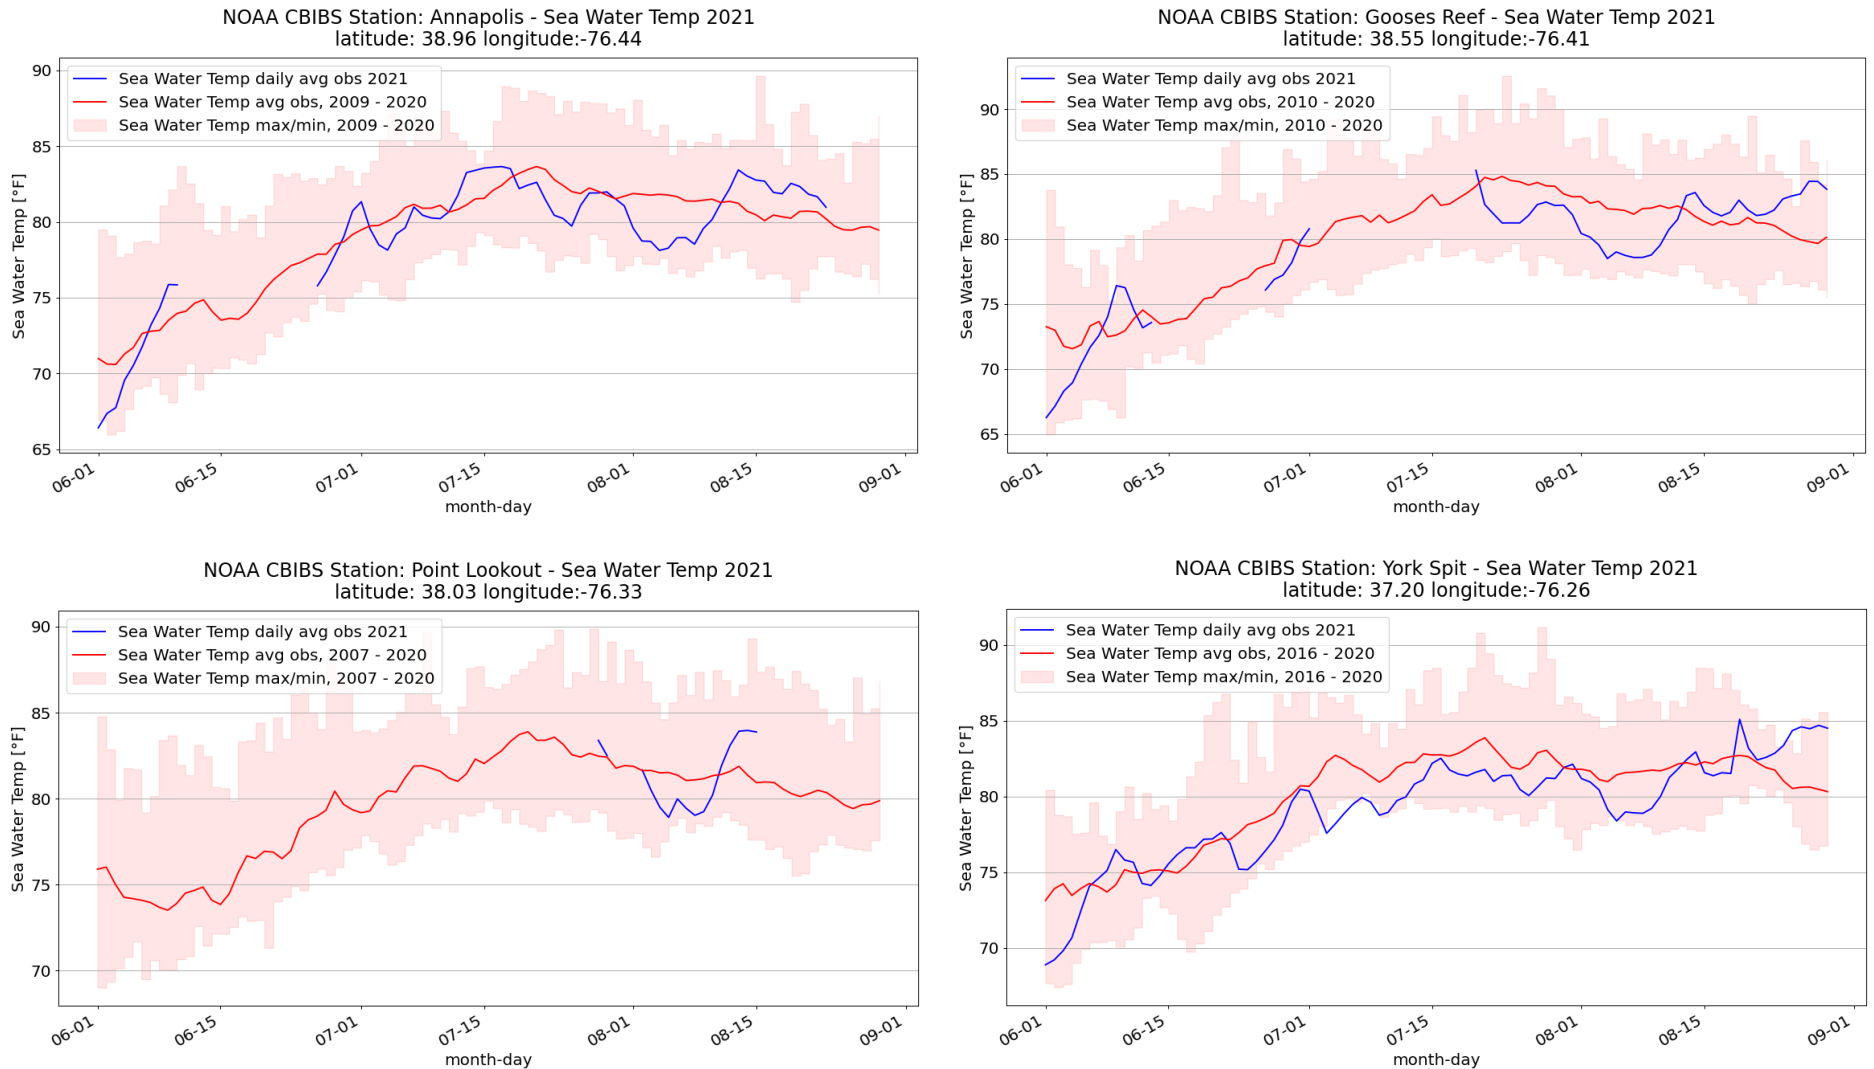 NOAA CBIBS Station: Annapolis - Sea Water Temp 2021
latitude: 38.96 longitude:-76.44
Sea Water Temp daily avg obs 2021
Sea Water Temp avg obs, 2009 - 2020
Sea Water Temp max/min, 2009 - 2020
Sea Water Temp [°F]
90
85
80
75
70
65
06-01
06-15
07-01
07-15
08-01
08-15
09-01
month-day
NOAA CBIBS Station: Gooses Reef - Sea Water Temp 2021
latitude: 38.55 longitude:-76.41
Sea Water Temp daily avg obs 2021
Sea Water Temp avg obs, 2010 - 2020
Sea Water Temp max/min, 2010 - 2020
Sea Water Temp [°F]
90
85
80
75
70
65
06-01
06-15
07-01
07-15
08-01
08-15
09-01
month-day
NOAA CBIBS Station: Point Lookout - Sea Water Temp 2021
latitude: 38.03 longitude:-76.33
Sea Water Temp daily avg obs 2021
Sea Water Temp avg obs, 2007 - 2020
Sea Water Temp max/min, 2007 - 2020
Sea Water Temp [°F]
90
85
80
75
70
06-01
06-15
07-01
07-15
08-01
08-15
09-01
month-day
NOAA CBIBS Station: York Spit - Sea Water Temp 2021
latitude: 37.20 longitude:-76.26
Sea Water Temp daily avg obs 2021
Sea Water Temp avg obs, 2016 - 2020
Sea Water Temp max/min, 2016 - 2020
Sea Water Temp [°F]
90
85
80
75
70
06-01
06-15
07-01
07-15
08-01
08-15
09-01
month-day